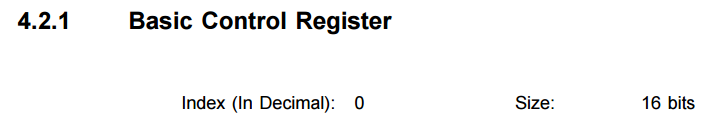 4.2.1 Basic Control Register
Index (In Decimal): 0 Size: 16 bits